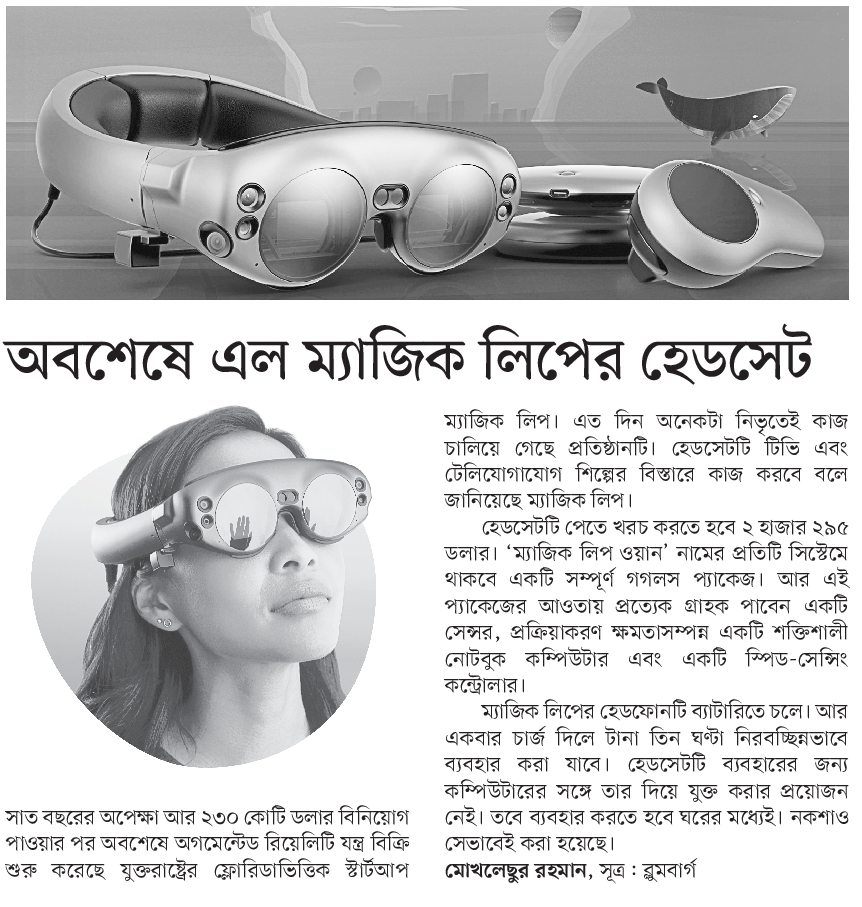 অবশেষে এল ম্যাজিক লিপের হেডসেট
সাত বছরের অপেক্ষা আর ২৩০ কোটি ডলার বিনিয়োগ
পাওয়ার পর অবশেষে অগমেন্টেড রিয়েলিটি যন্ত্র বিক্রি
শুরু করেছে যুক্তরাষ্ট্রের ফ্লোরিডাভিত্তিক স্টার্টআপ
ম্যাজিক লিপ। এত দিন অনেকটা নিভৃতেই কাজ
চালিয়ে গেছে প্রতিষ্ঠানটি। হেডসেটটি টিভি এবং
টেলিযোগাযোগ শিল্পের বিস্তারে কাজ করবে বলে
জানিয়েছে ম্যাজিক লিপ।
হেডসেটটি পেতে খরচ করতে হবে ২ হাজার ২৯৫
ডলার। ‘ম্যাজিক লিপ ওয়ান’ নামের প্রতিটি সিস্টেমে
থাকবে একটি সম্পূর্ণ গগলস প্যাকেজ। আর এই
প্যাকেজের আওতায় প্রত্যেক গ্রাহক পাবেন একটি
সেন্সর, প্রক্রিয়াকরণ ক্ষমতাসম্পন্ন একটি শক্তিশালী
নোটবুক কম্পিউটার এবং একটি স্পিড-সেন্সিং
কন্ট্রোলার।
ম্যাজিক লিপের হেডফোনটি ব্যাটারিতে চলে। আর
একবার চার্জ দিলে টানা তিন ঘণ্টা নিরবচ্ছিন্নভাবে
ব্যবহার করা যাবে। হেডসেটটি ব্যবহারের জন্য
কম্পিউটারের সঙ্গে তার দিয়ে যুক্ত করার প্রয়োজন
নেই। তবে ব্যবহার করতে হবে ঘরের মধ্যেই। নকশাও
সেভাবেই করা হয়েছে।
মোখলেছুর রহমান, সূত্র : ব্লুমবার্গ